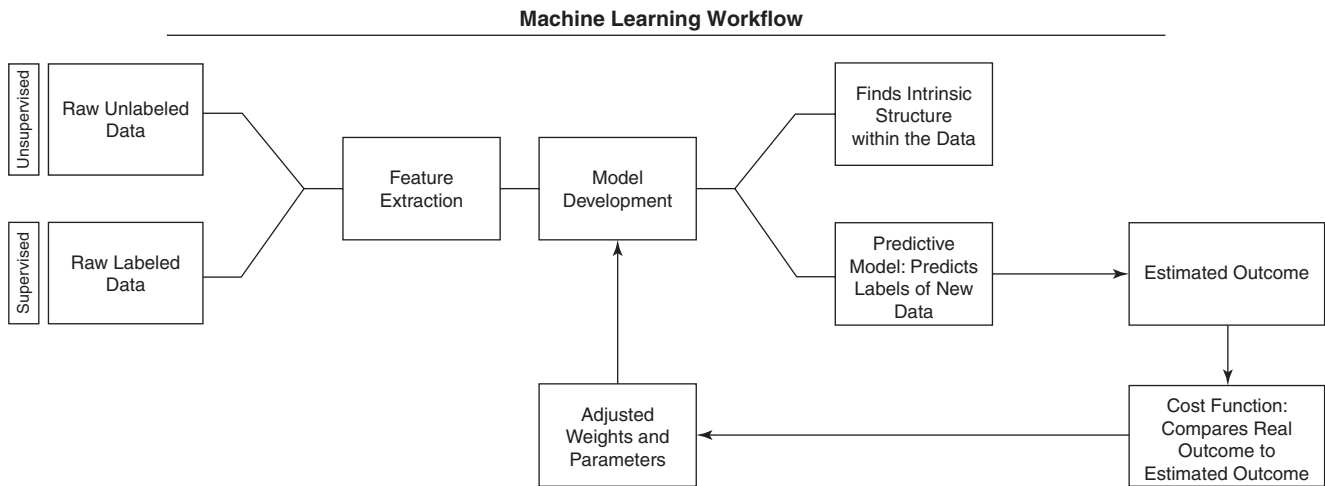 Machine Learning Workflow
Unsupervised
Raw Unlabeled
Data
Supervised
Raw Labeled
Data
Feature
Extraction
Model
Development
Finds Intrinsic
Structure
within the Data
Predictive
Model: Predicts
Labels of New
Data
Estimated Outcome
Cost Function:
Compares Real
Outcome to
Estimated Outcome
Adjusted
Weights and
Parameters